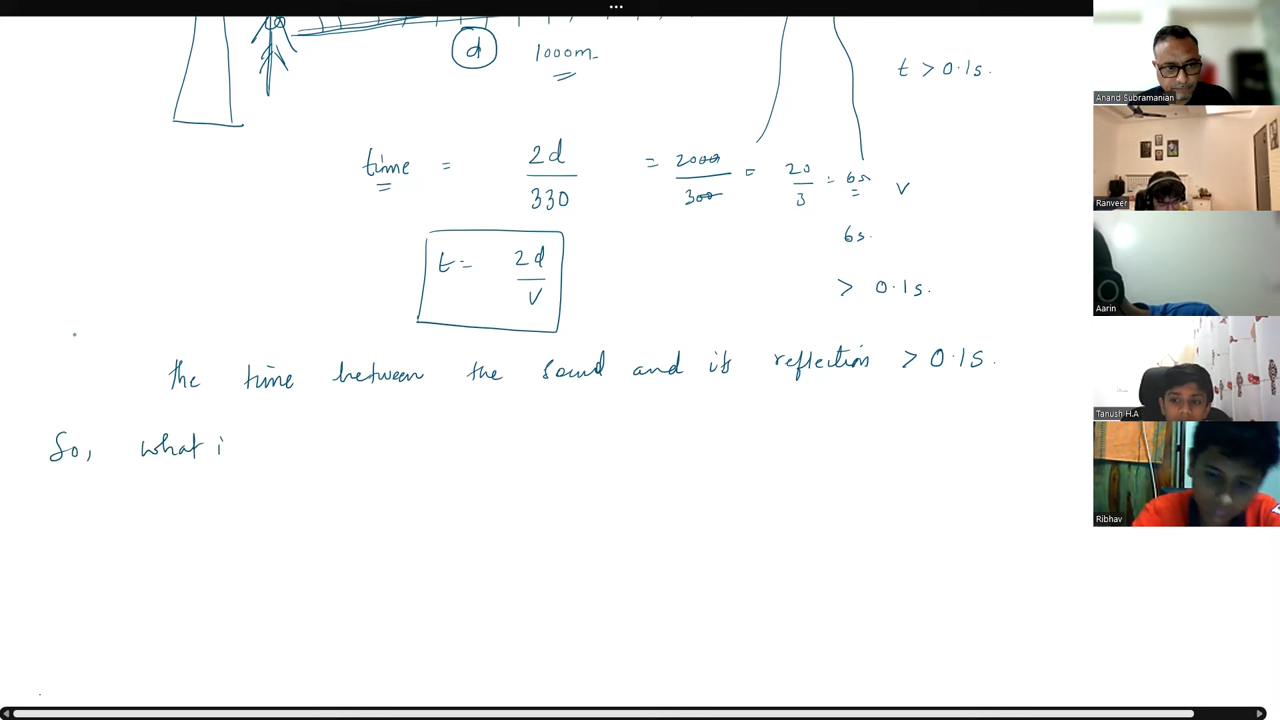 d
1000m
t > 0.1s.
time = 2d/330 = 2000/300 = 20/3 = 6s v
6s.
t = 2d/v
> 0.1s.
the time between the sound and its reflection > 0.1s.
So, what i
Anand Subramanian
Ranveer
Aarin
Tanush H.A
Ribhav